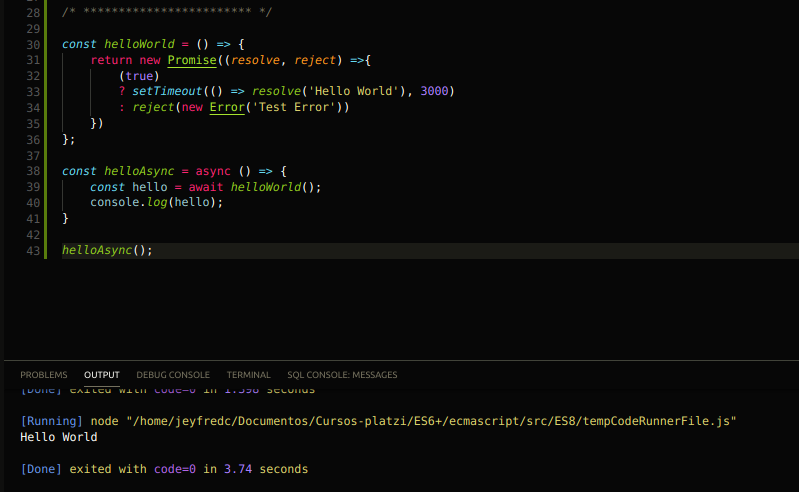 28 /* ************************ */
29
30 const helloWorld = () => {
31 return new Promise((resolve, reject) =>{
32 (true)
33 ? setTimeout(() => resolve('Hello World'), 3000)
34 : reject(new Error('Test Error'))
35 })
36 };
37
38 const helloAsync = async () => {
39 const hello = await helloWorld();
40 console.log(hello);
41 }
42
43 helloAsync();
PROBLEMS OUTPUT DEBUG CONSOLE TERMINAL SQL CONSOLE: MESSAGES
[Done] exited with code=0 in 1.398 seconds
[Running] node "/home/jeyfredc/Documentos/Cursos-platzi/ES6+/ecmascript/src/ES8/tempCodeRunnerFile.js"
Hello World
[Done] exited with code=0 in 3.74 seconds